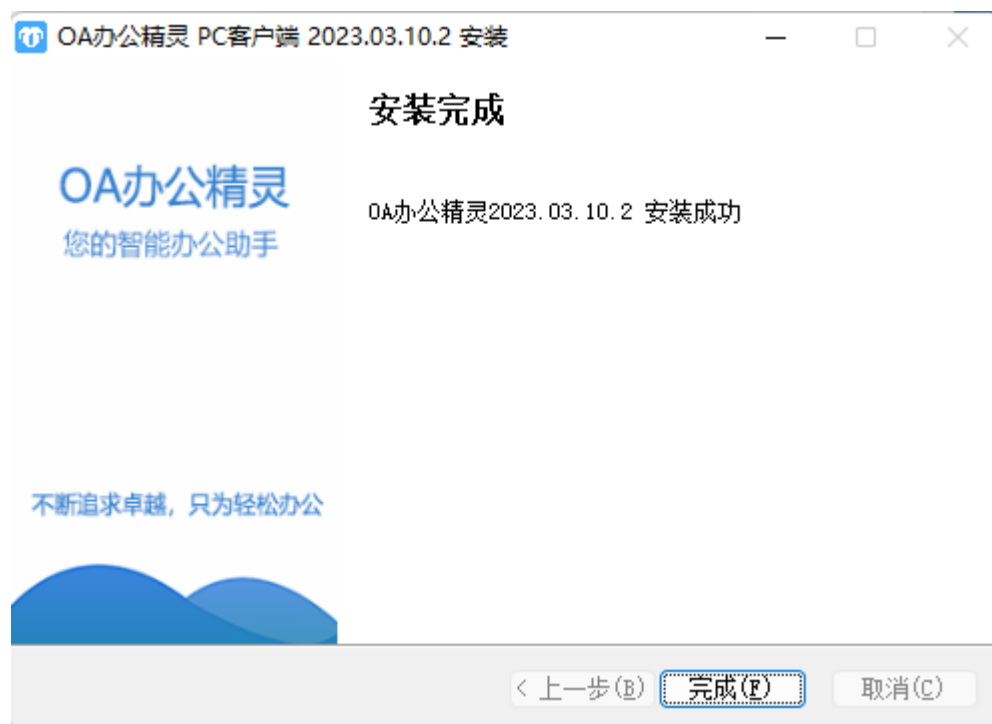 OA办公精灵 PC客户端 2023.03.10.2 安装
安装完成
OA办公精灵
您的智能办公助手
OA办公精灵2023.03.10.2 安装成功
不断追求卓越，只为轻松办公
< 上一步(B)
完成(F)
取消(C)